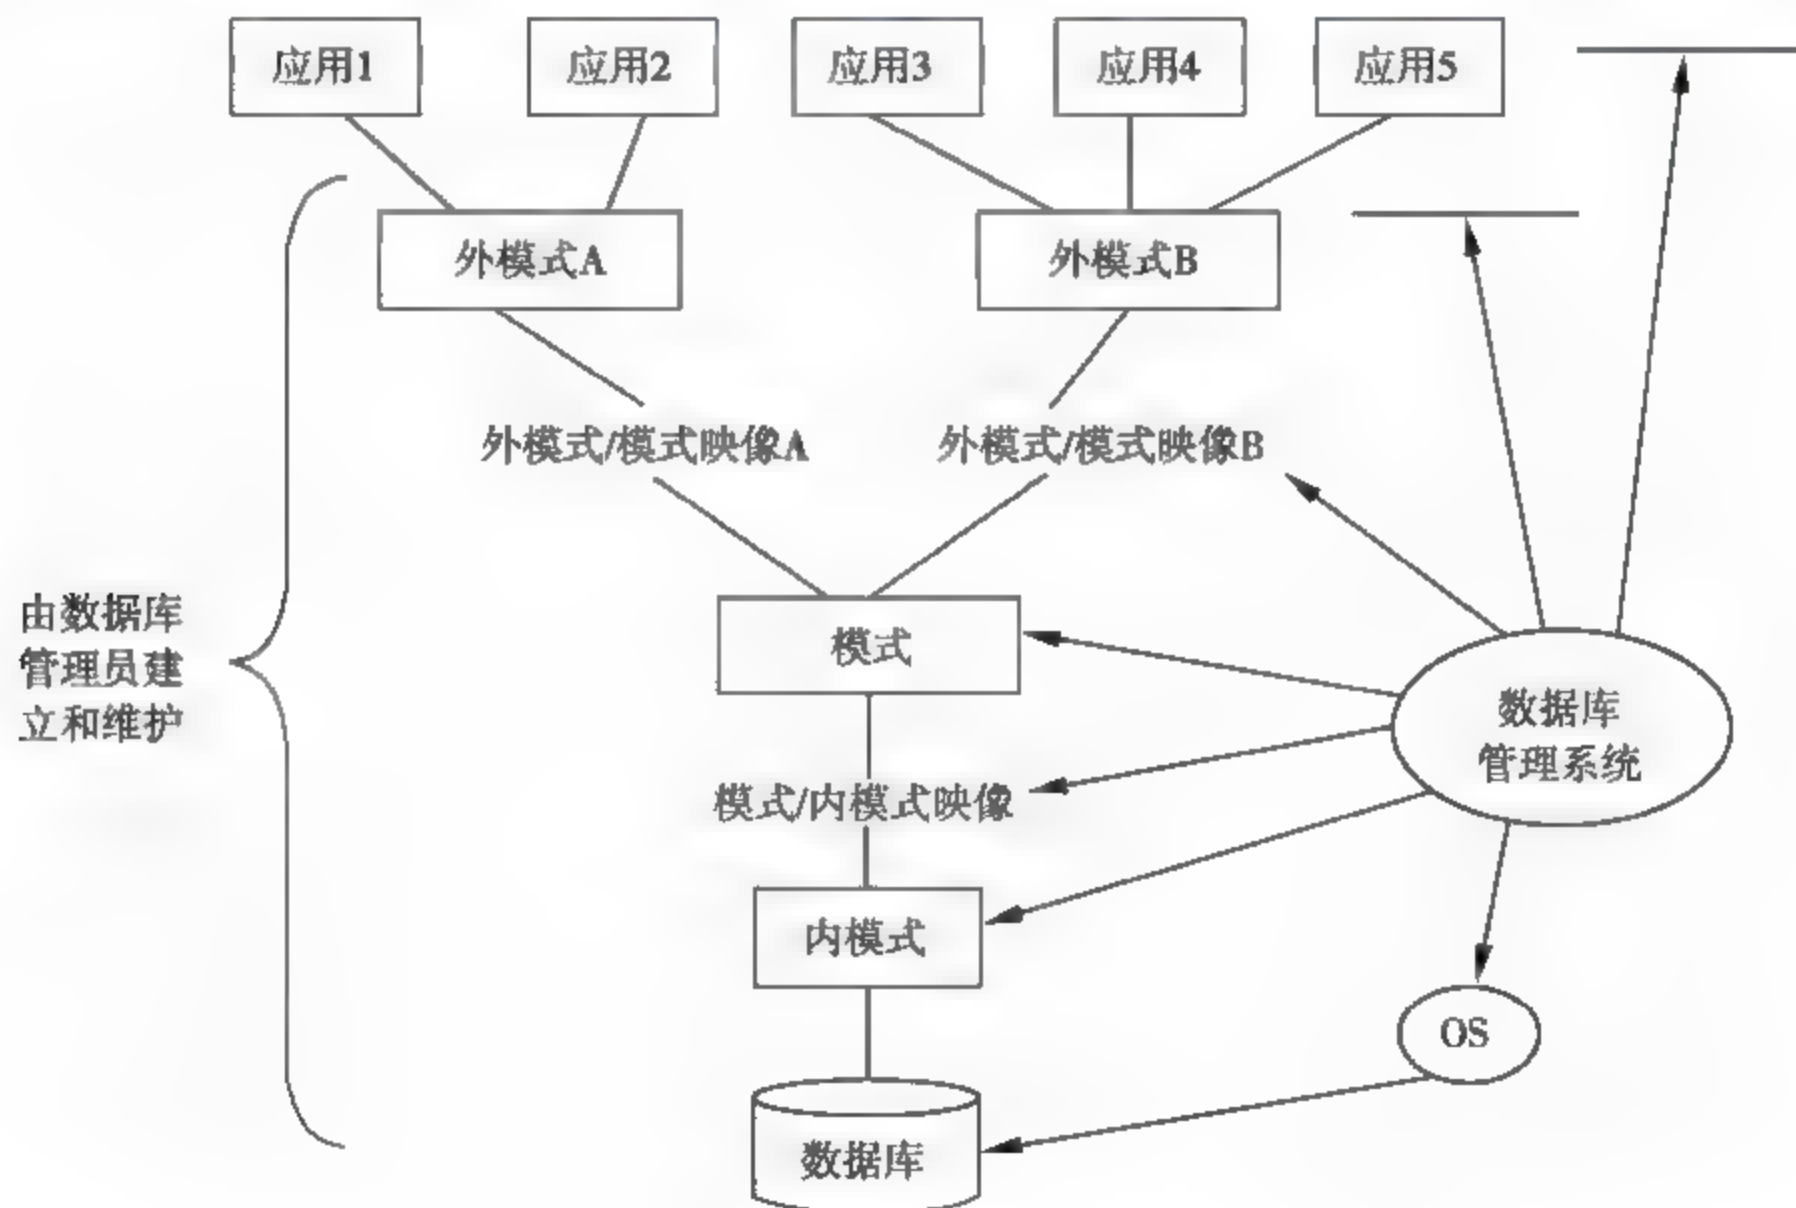 应用1
应用2
应用3
应用4
应用5
外模式A
外模式B
外模式/模式映像A
外模式/模式映像B
由数据库
管理员建
立和维护
模式
数据库
管理系统
模式/内模式映像
内模式
OS
数据库